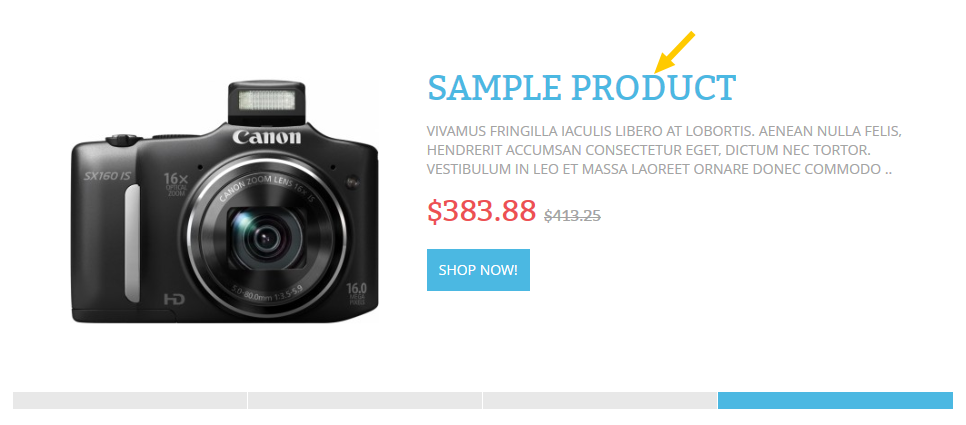 SAMPLE PRODUCT
VIVAMUS FRINGILLA IACULIS LIBERO AT LOBORTIS. AENEAN NULLA FELIS,
HENDRERIT ACCUMSAN CONSECTETUR EGET, DICTUM NEC TORTOR.
VESTIBULUM IN LEO ET MASSA LAOREET ORNARE DONEC COMMODO ..
$383.88 $413.25
SHOP NOW!
Canon
SX160 IS
16x
OPTICAL
ZOOM
CANON ZOOM LENS 16x IS
5.0-80.0mm 1:3.5-5.9
HD
16.0
MEGA
PIXELS